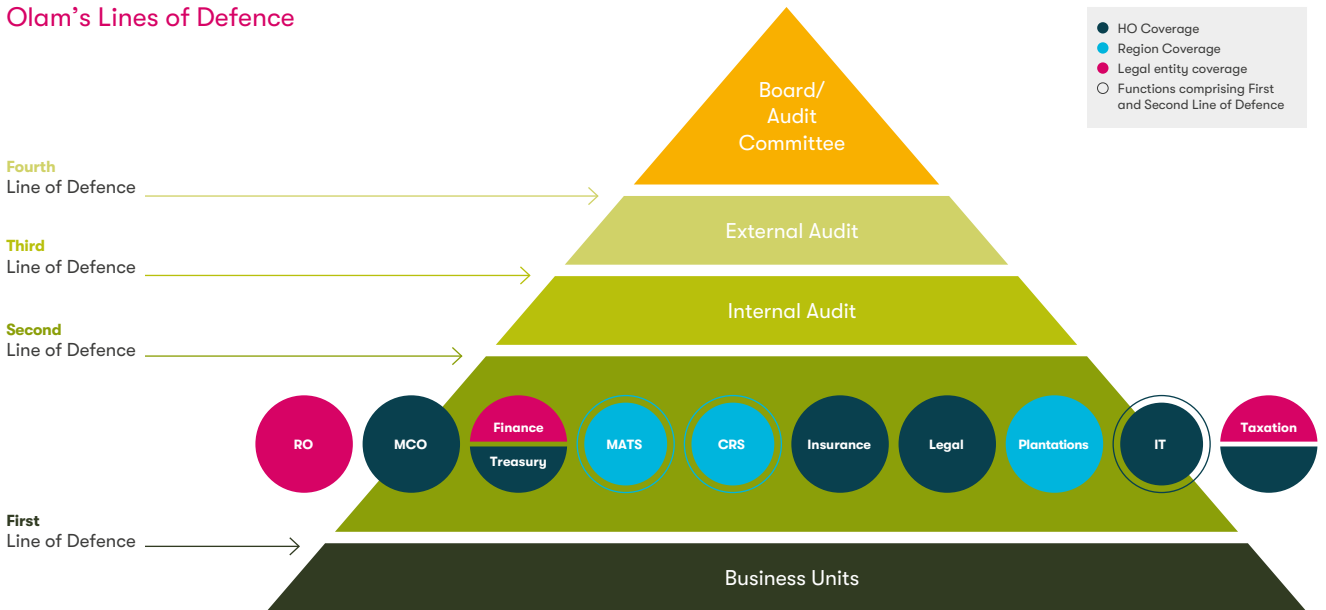 Olam's Lines of Defence
HO Coverage
Region Coverage
Legal entity coverage
Functions comprising First
and Second Line of Defence
Board/
Audit
Committee
Fourth
Line of Defence
External Audit
Third
Line of Defence
Internal Audit
Second
Line of Defence
RO
MCO
Finance
Treasury
MATS
CRS
Insurance
Legal
Plantations
IT
Taxation
First
Line of Defence
Business Units